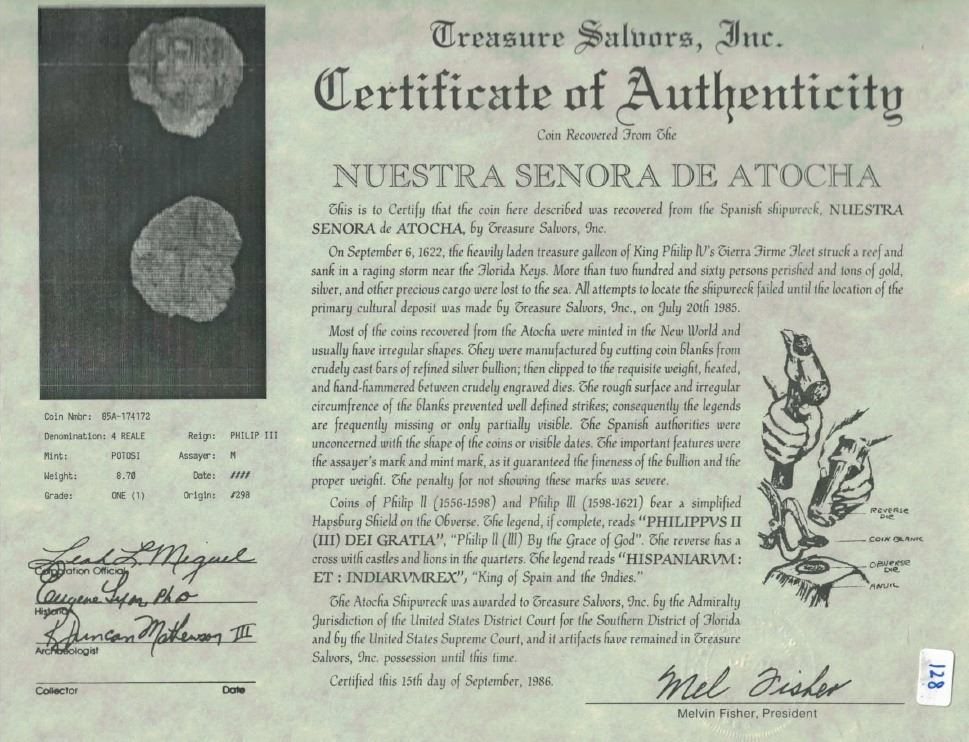 Treasure Salvors, Inc.
Certificate of Authenticity
Coin Recovered From The
NUESTRA SENORA DE ATOCHA
This is to Certify that the coin here described was recovered from the Spanish shipwreck, NUESTRA
SENORA de ATOCHA, by Treasure Salvors, Inc.
On September 6, 1622, the heavily laden treasure galleon of King Philip IV's Tierra Firme Fleet struck a reef and
sank in a raging storm near the Florida Keys. More than two hundred and sixty persons perished and tons of gold,
silver, and other precious cargo were lost to the sea. All attempts to locate the shipwreck failed until the location of the
primary cultural deposit was made by Treasure Salvors, Inc., on July 20th 1985.
Most of the coins recovered from the Atocha were minted in the New World and
usually have irregular shapes. They were manufactured by cutting coin blanks from
crudely cast bars of refined silver bullion; then clipped to the requisite weight, heated,
and hand-hammered between crudely engraved dies. The rough surface and irregular
circumfrence of the blanks prevented well defined strikes; consequently the legends
are frequently missing or only partially visible. The Spanish authorities were
unconcerned with the shape of the coins or visible dates. The important features were
the assayer's mark and mint mark, as it guaranteed the fineness of the bullion and the
proper weight. The penalty for not showing these marks was severe.
Coins of Philip ll (1556-1598) and Philip lll (1598-1621) bear a simplified
Hapsburg Shield on the Obverse. The legend, if complete, reads "PHILIPPVS II
(III) DEI GRATIA", "Philip ll (lll) By the Grace of God". The reverse has a
cross with castles and lions in the quarters. The legend reads "HISPANIARVM :
ET : INDIARVMREX", "King of Spain and the Indies."
The Atocha Shipwreck was awarded to Treasure Salvors, Inc. by the Admiralty
Jurisdiction of the United States District Court for the Southern District of Florida
and by the United States Supreme Court, and it artifacts have remained in Treasure
Salvors, Inc. possession until this time.
Certified this 15th day of September, 1986.
REVERSE
DIE
COIN BLANK
OBVERSE
DIE
ANVIL
Coin Nmbr: 85A-174172
Denomination: 4 REALE Reign: PHILIP III
Mint: POTOSI Assayer: M
Weight: 8.70 Date: ////
Grade: ONE (1) Origin: #298
Leah L Miguel
Corporation Official
Eugene Lyon PhD
Historian
R Duncan Mathewson III
Archaeologist
Collector Date
Mel Fisher
Melvin Fisher, President
128